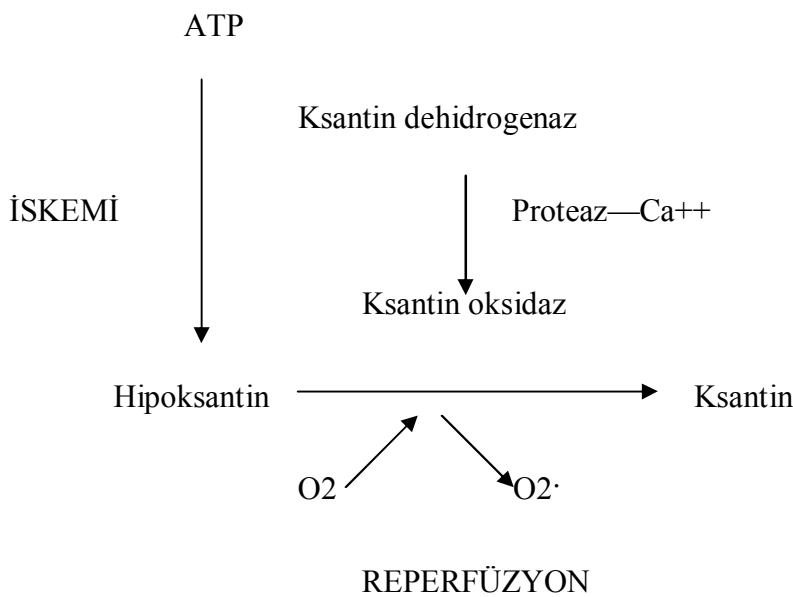 ATP
Ksantin dehidrogenaz
İSKEMİ
Proteaz—Ca++
Ksantin oksidaz
Hipoksantin
Ksantin
O2
O2·
REPERFÜZYON